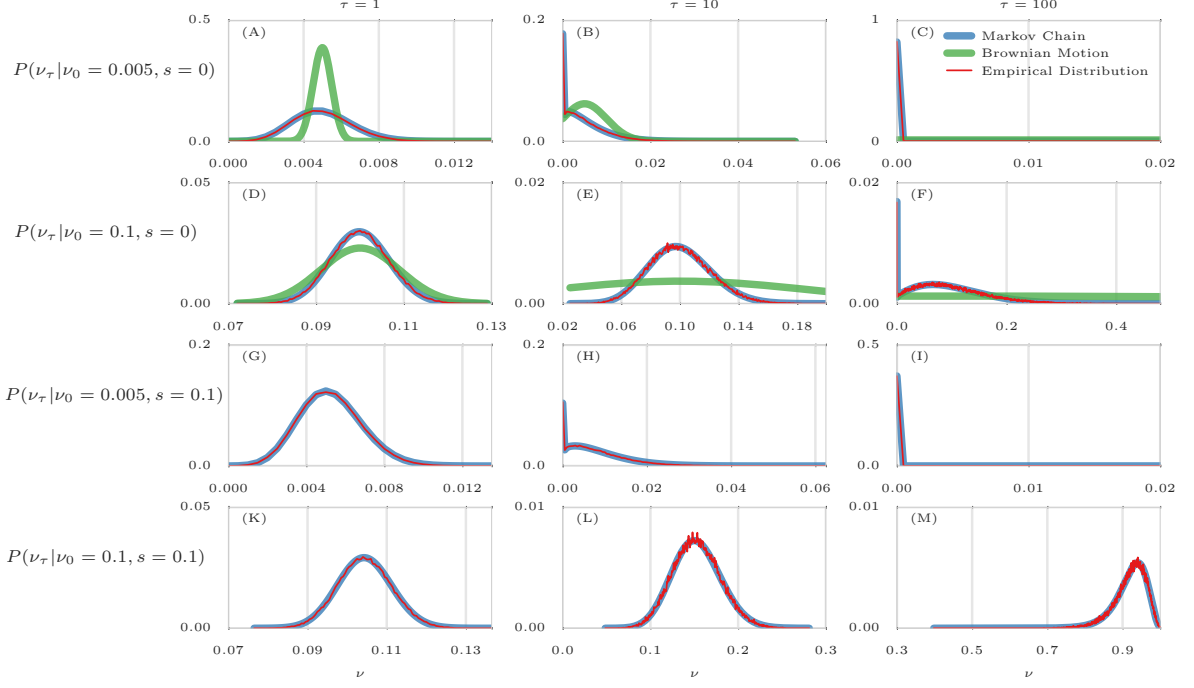 τ = 1 τ = 10 τ = 100
0.5 (A) 0.2 (B) 1 (C) Markov Chain
Brownian Motion
P(ν_τ|ν_0 = 0.005, s = 0) Empirical Distribution
0.0 0.0 0
0.000 0.004 0.008 0.012 0.00 0.02 0.04 0.06 0.00 0.01 0.02
0.05 (D) 0.02 (E) 0.02 (F)
P(ν_τ|ν_0 = 0.1, s = 0)
0.00 0.00 0.00
0.07 0.09 0.11 0.13 0.02 0.06 0.10 0.14 0.18 0.0 0.2 0.4
0.2 (G) 0.2 (H) 0.5 (I)
P(ν_τ|ν_0 = 0.005, s = 0.1)
0.0 0.0 0.0
0.000 0.004 0.008 0.012 0.00 0.02 0.04 0.06 0.00 0.01 0.02
0.05 (K) 0.01 (L) 0.01 (M)
P(ν_τ|ν_0 = 0.1, s = 0.1)
0.00 0.00 0.00
0.07 0.09 0.11 0.13 0.0 0.1 0.2 0.3 0.3 0.5 0.7 0.9
ν ν ν